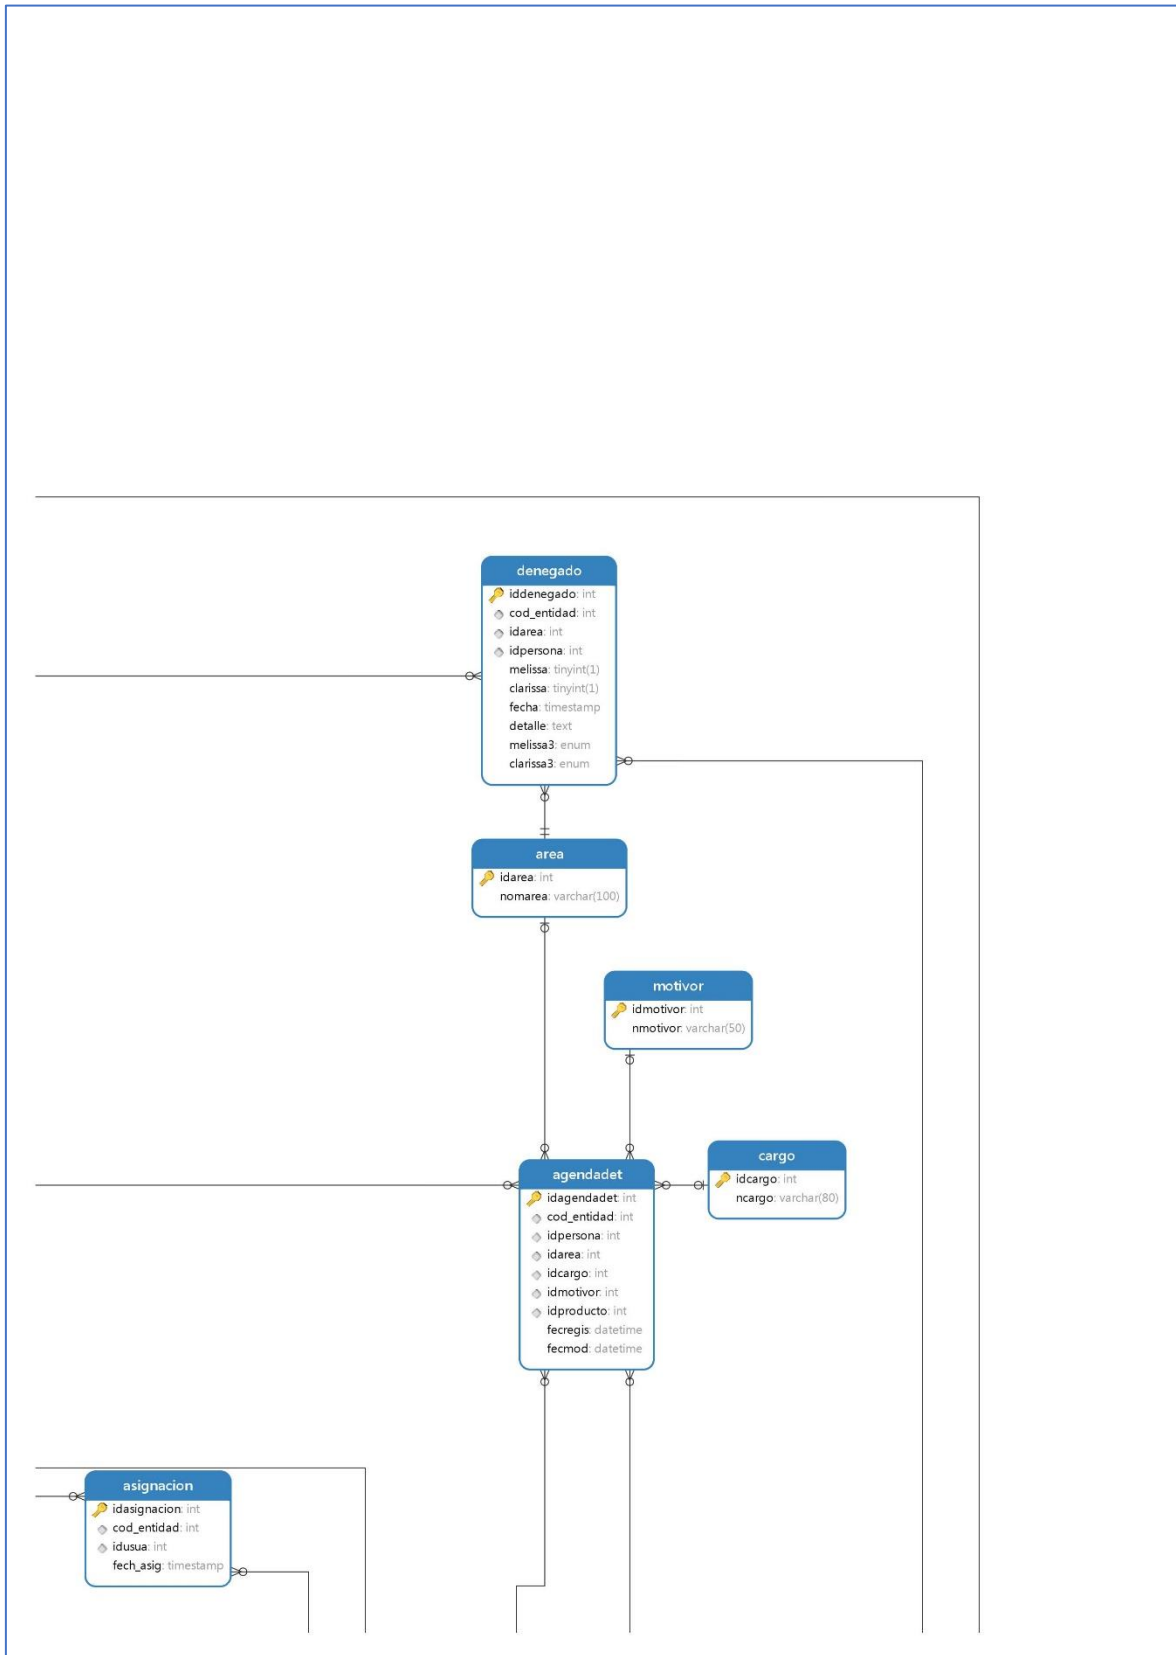 denegado
iddenegado: int
cod_entidad: int
idarea: int
idpersona: int
melissa: tinyint(1)
clarissa: tinyint(1)
fecha: timestamp
detalle: text
melissa3: enum
clarissa3: enum
area
idarea: int
nomarea: varchar(100)
motivor
idmotivor: int
nmotivor: varchar(50)
cargo
idcargo: int
ncargo: varchar(80)
agendadet
idagendadet: int
cod_entidad: int
idpersona: int
idarea: int
idcargo: int
idmotivor: int
idproducto: int
fecregis: datetime
fecmod: datetime
asignacion
idasignacion: int
cod_entidad: int
idusua: int
fech_asig: timestamp